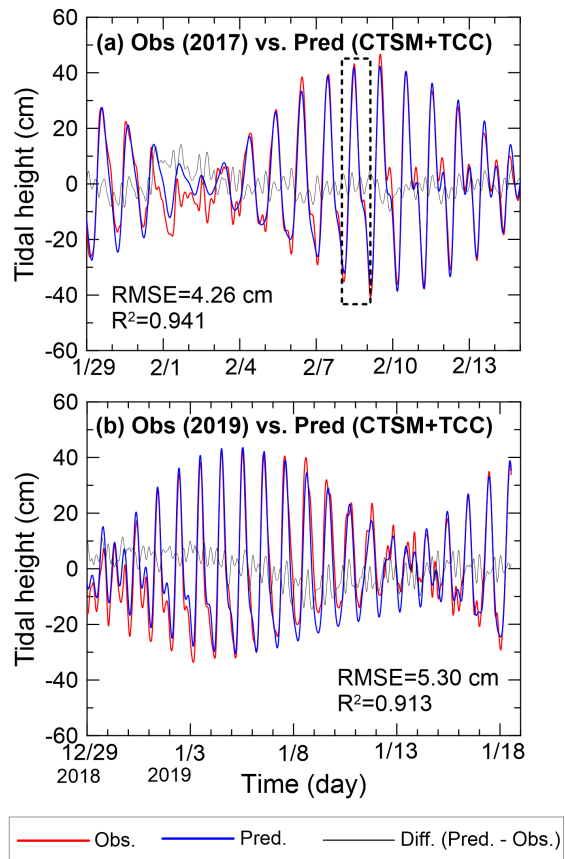 (a) Obs (2017) vs. Pred (CTSM+TCC)
Tidal height (cm)
60
40
20
0
-20
-40
-60
RMSE=4.26 cm
R²=0.941
1/29 2/1 2/4 2/7 2/10 2/13
(b) Obs (2019) vs. Pred (CTSM+TCC)
Tidal height (cm)
60
40
20
0
-20
-40
-60
RMSE=5.30 cm
R²=0.913
12/29 1/3 1/8 1/13 1/18
2018 2019
Time (day)
Obs. Pred. Diff. (Pred. - Obs.)